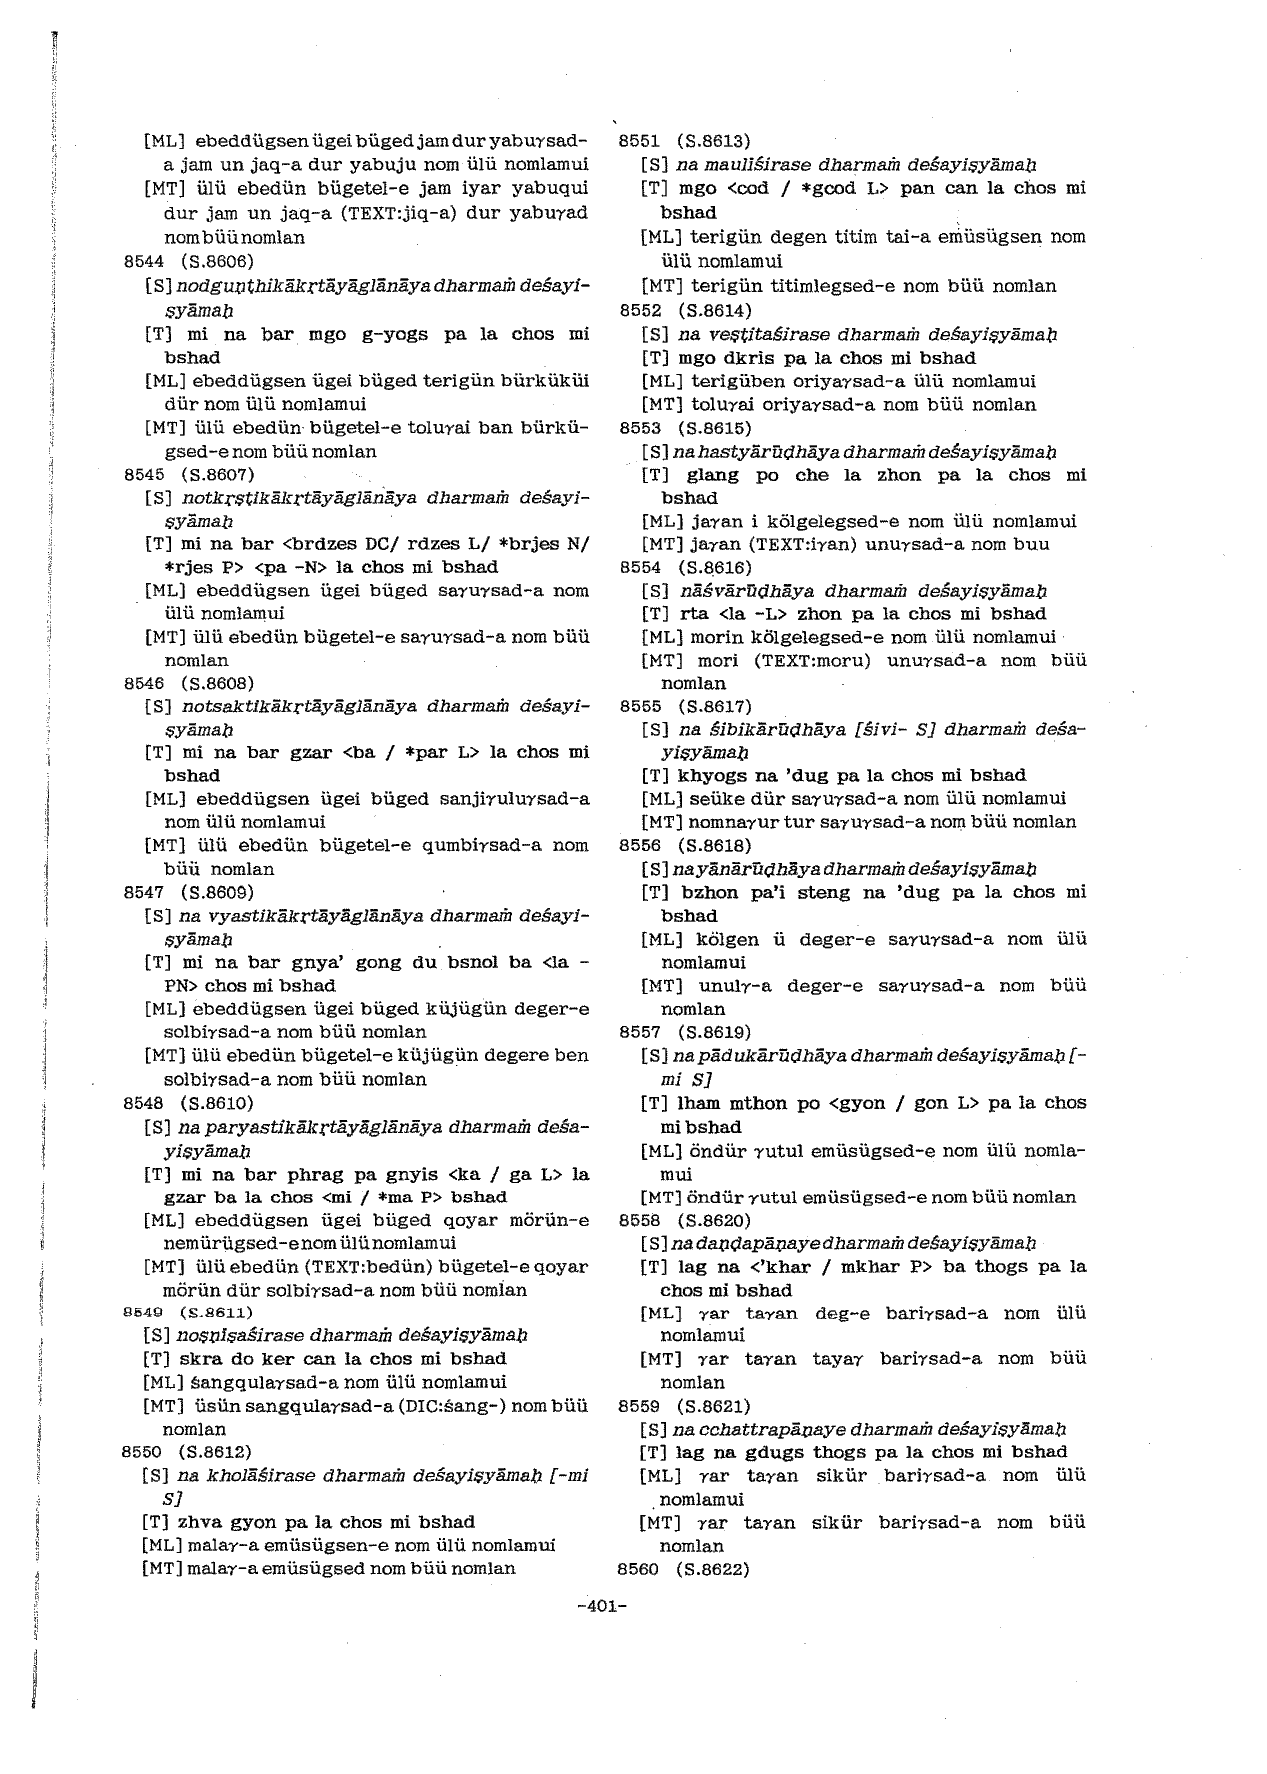 [ML] ebeddügsen ügei büged jam dur yabuγsad-
a jam un jaq-a dur yabuju nom ülü nomlamui
[MT] ülü ebedün bügetel-e jam iyar yabuqui
dur jam un jaq-a (TEXT:jiq-a) dur yabuγad
nom büü nomlan
8544 (S.8606)
[S] nodguṇṭhikākṛtāyāglānāya dharmaṁ deśayi-
ṣyāmaḥ
[T] mi na bar mgo g-yogs pa la chos mi
bshad
[ML] ebeddügsen ügei büged terigün bürküküi
dür nom ülü nomlamui
[MT] ülü ebedün bügetel-e toluγai ban bürkü-
gsed-e nom büü nomlan
8545 (S.8607)
[S] notkṛṣṭikākṛtāyāglānāya dharmaṁ deśayi-
ṣyāmaḥ
[T] mi na bar <brdzes DC/ rdzes L/ *brjes N/
*rjes P> <pa -N> la chos mi bshad
[ML] ebeddügsen ügei büged saγuγsad-a nom
ülü nomlamui
[MT] ülü ebedün bügetel-e saγuγsad-a nom büü
nomlan
8546 (S.8608)
[S] notsaktikākṛtāyāglānāya dharmaṁ deśayi-
ṣyāmaḥ
[T] mi na bar gzar <ba / *par L> la chos mi
bshad
[ML] ebeddügsen ügei büged sanjiγuluγsad-a
nom ülü nomlamui
[MT] ülü ebedün bügetel-e qumbiγsad-a nom
büü nomlan
8547 (S.8609)
[S] na vyastikākṛtāyāglānāya dharmaṁ deśayi-
ṣyāmaḥ
[T] mi na bar gnya' gong du bsnol ba <la -
PN> chos mi bshad
[ML] ebeddügsen ügei büged küjügün deger-e
solbiγsad-a nom büü nomlan
[MT] ülü ebedün bügetel-e küjügün degere ben
solbiγsad-a nom büü nomlan
8548 (S.8610)
[S] na paryastikākṛtāyāglānāya dharmaṁ deśa-
yiṣyāmaḥ
[T] mi na bar phrag pa gnyis <ka / ga L> la
gzar ba la chos <mi / *ma P> bshad
[ML] ebeddügsen ügei büged qoyar mörün-e
nemürügsed-e nom ülü nomlamui
[MT] ülü ebedün (TEXT:bedün) bügetel-e qoyar
mörün dür solbiγsad-a nom büü nomlan
8549 (S.8611)
[S] noṣṇīṣaśirase dharmaṁ deśayiṣyāmaḥ
[T] skra do ker can la chos mi bshad
[ML] śangqulaγsad-a nom ülü nomlamui
[MT] üsün sangqulaγsad-a (DIC:śang-) nom büü
nomlan
8550 (S.8612)
[S] na kholāśirase dharmaṁ deśayiṣyāmaḥ [-mi
S]
[T] zhva gyon pa la chos mi bshad
[ML] malaγ-a emüsügsen-e nom ülü nomlamui
[MT] malaγ-a emüsügsed nom büü nomlan
8551 (S.8613)
[S] na mauliśirase dharmaṁ deśayiṣyāmaḥ
[T] mgo <cod / *gcod L> pan can la chos mi
bshad
[ML] terigün degen titim tai-a emüsügsen nom
ülü nomlamui
[MT] terigün titimlegsed-e nom büü nomlan
8552 (S.8614)
[S] na veṣṭitaśirase dharmaṁ deśayiṣyāmaḥ
[T] mgo dkris pa la chos mi bshad
[ML] terigüben oriyaγsad-a ülü nomlamui
[MT] toluγai oriyaγsad-a nom büü nomlan
8553 (S.8615)
[S] na hastyārūḍhāya dharmaṁ deśayiṣyāmaḥ
[T] glang po che la zhon pa la chos mi
bshad
[ML] jaγan i kölgelegsed-e nom ülü nomlamui
[MT] jaγan (TEXT:iγan) unuγsad-a nom buu
8554 (S.8616)
[S] nāśvārūḍhāya dharmaṁ deśayiṣyāmaḥ
[T] rta <la -L> zhon pa la chos mi bshad
[ML] morin kölgelegsed-e nom ülü nomlamui
[MT] mori (TEXT:moru) unuγsad-a nom büü
nomlan
8555 (S.8617)
[S] na śibikārūḍhāya [śivi- S] dharmaṁ deśa-
yiṣyāmaḥ
[T] khyogs na 'dug pa la chos mi bshad
[ML] seüke dür saγuγsad-a nom ülü nomlamui
[MT] nomnaγur tur saγuγsad-a nom büü nomlan
8556 (S.8618)
[S] na yānārūḍhāya dharmaṁ deśayiṣyāmaḥ
[T] bzhon pa'i steng na 'dug pa la chos mi
bshad
[ML] kölgen ü deger-e saγuγsad-a nom ülü
nomlamui
[MT] unulγ-a deger-e saγuγsad-a nom büü
nomlan
8557 (S.8619)
[S] na pādukārūḍhāya dharmaṁ deśayiṣyāmaḥ [-
mi S]
[T] lham mthon po <gyon / gon L> pa la chos
mi bshad
[ML] öndür γutul emüsügsed-e nom ülü nomla-
mui
[MT] öndür γutul emüsügsed-e nom büü nomlan
8558 (S.8620)
[S] na daṇḍapāṇaye dharmaṁ deśayiṣyāmaḥ
[T] lag na <'khar / mkhar P> ba thogs pa la
chos mi bshad
[ML] γar taγan deg-e bariγsad-a nom ülü
nomlamui
[MT] γar taγan tayaγ bariγsad-a nom büü
nomlan
8559 (S.8621)
[S] na cchattrapāṇaye dharmaṁ deśayiṣyāmaḥ
[T] lag na gdugs thogs pa la chos mi bshad
[ML] γar taγan sikür bariγsad-a nom ülü
nomlamui
[MT] γar taγan sikür bariγsad-a nom büü
nomlan
8560 (S.8622)
-401-